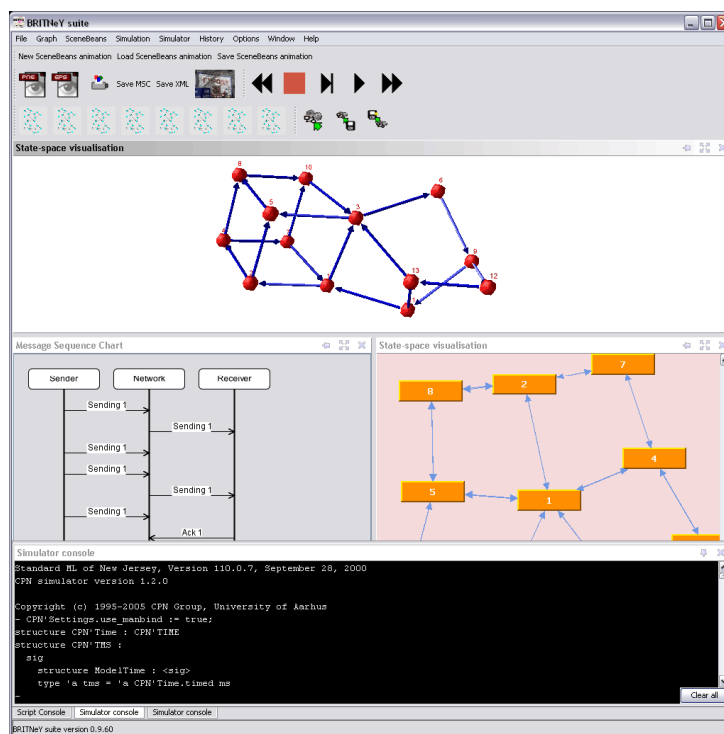 BRITNeY suite
File Graph SceneBeans Simulation Simulator History Options Window Help
New SceneBeans animation Load SceneBeans animation Save SceneBeans animation
PNG EPS Save MSC Save XML
State-space visualisation
8
10
6
5
3
4
2
9
13
12
1
Message Sequence Chart
Sender Network Receiver
Sending 1
Sending 1
Sending 1
Sending 1
Sending 1
Sending 1
Ack 1
State-space visualisation
7
8 2
4
5 1
Simulator console
Standard ML of New Jersey, Version 110.0.7, September 28, 2000
CPN simulator version 1.2.0
Copyright (c) 1995-2005 CPN Group, University of Aarhus
- CPN'Settings.use_manbind := true;
structure CPN'Time : CPN'TIME
structure CPN'TMS :
sig
structure ModelTime : <sig>
type 'a tms = 'a CPN'Time.timed ms
-
Clear all
Script Console Simulator console Simulator console
BRITNeY suite version 0.9.60